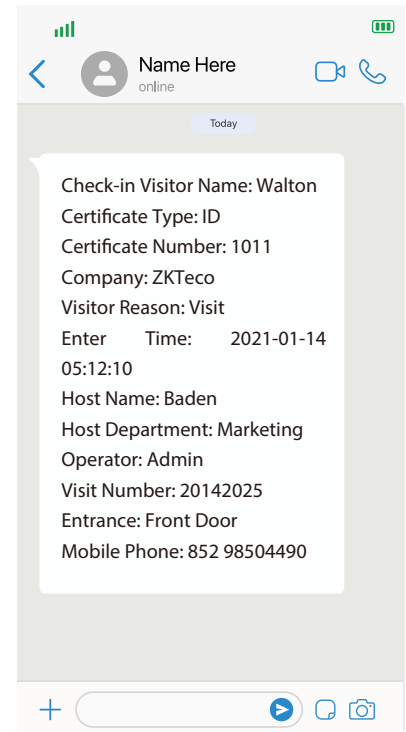 Name Here
online
Today
Check-in Visitor Name: Walton
Certificate Type: ID
Certificate Number: 1011
Company: ZKTeco
Visitor Reason: Visit
Enter Time: 2021-01-14
05:12:10
Host Name: Baden
Host Department: Marketing
Operator: Admin
Visit Number: 20142025
Entrance: Front Door
Mobile Phone: 852 98504490